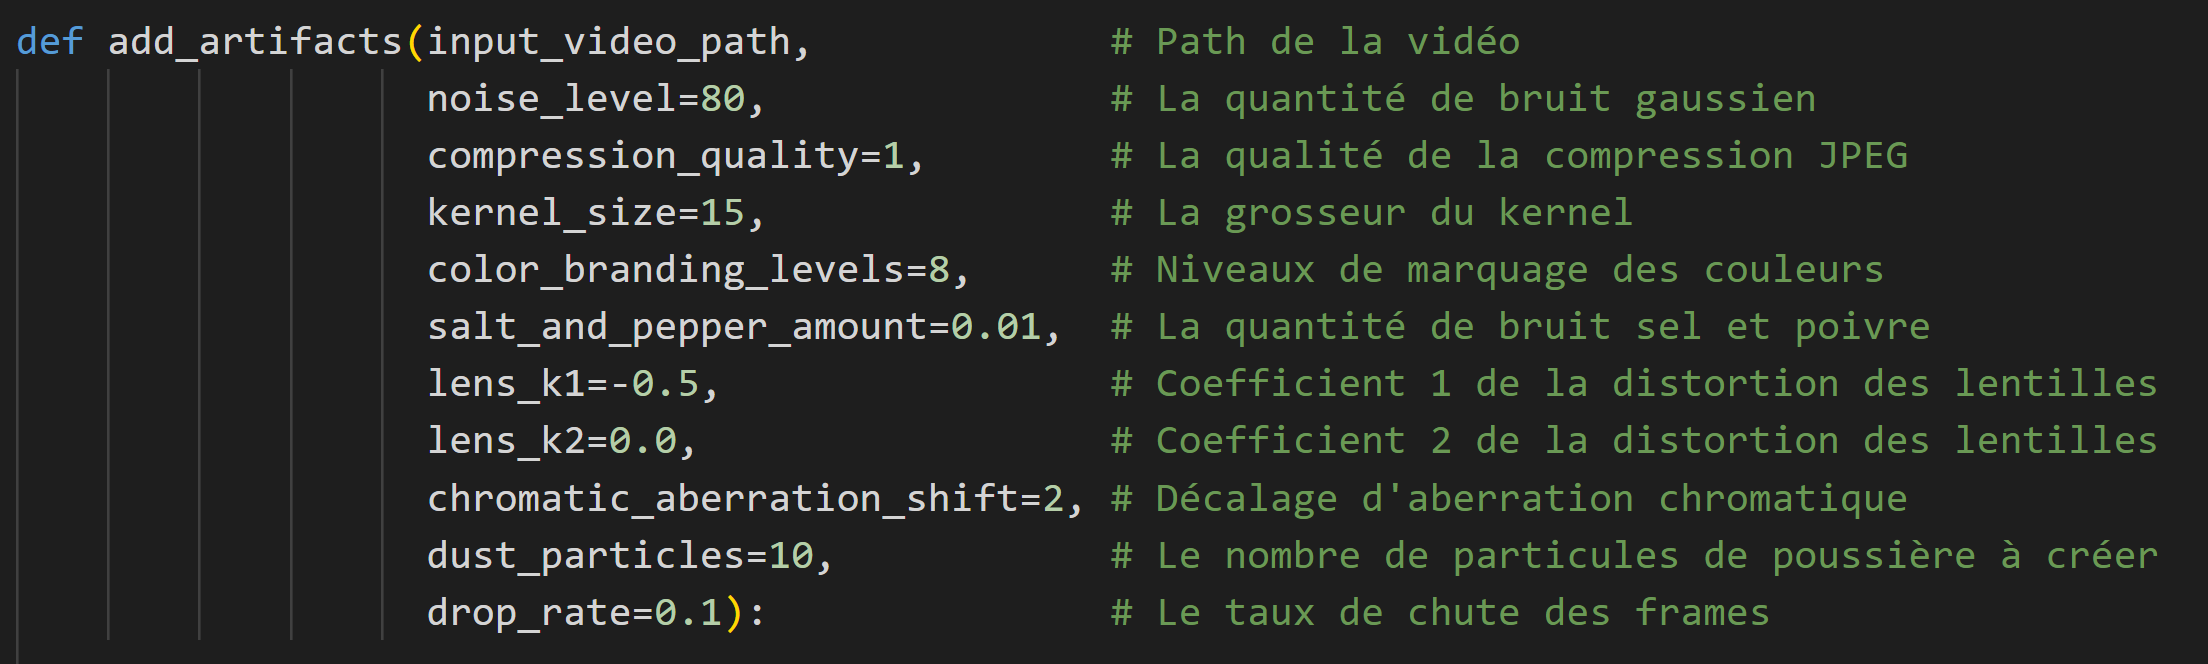 def add_artifacts(input_video_path, # Path de la vidéo
noise_level=80, # La quantité de bruit gaussien
compression_quality=1, # La qualité de la compression JPEG
kernel_size=15, # La grosseur du kernel
color_branding_levels=8, # Niveaux de marquage des couleurs
salt_and_pepper_amount=0.01, # La quantité de bruit sel et poivre
lens_k1=-0.5, # Coefficient 1 de la distortion des lentilles
lens_k2=0.0, # Coefficient 2 de la distortion des lentilles
chromatic_aberration_shift=2, # Décalage d'aberration chromatique
dust_particles=10, # Le nombre de particules de poussière à créer
drop_rate=0.1): # Le taux de chute des frames